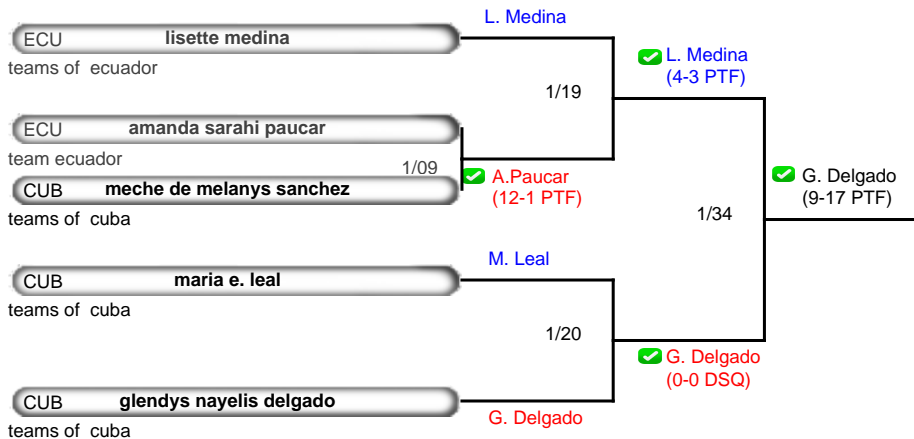 L. Medina
ECU lisette medina
teams of ecuador
L. Medina
(4-3 PTF)
1/19
ECU amanda sarahi paucar
team ecuador
1/09
CUB meche de melanys sanchez
teams of cuba
A.Paucar
(12-1 PTF)
G. Delgado
(9-17 PTF)
1/34
M. Leal
CUB maria e. leal
teams of cuba
1/20
G. Delgado
(0-0 DSQ)
CUB glendys nayelis delgado
teams of cuba
G. Delgado